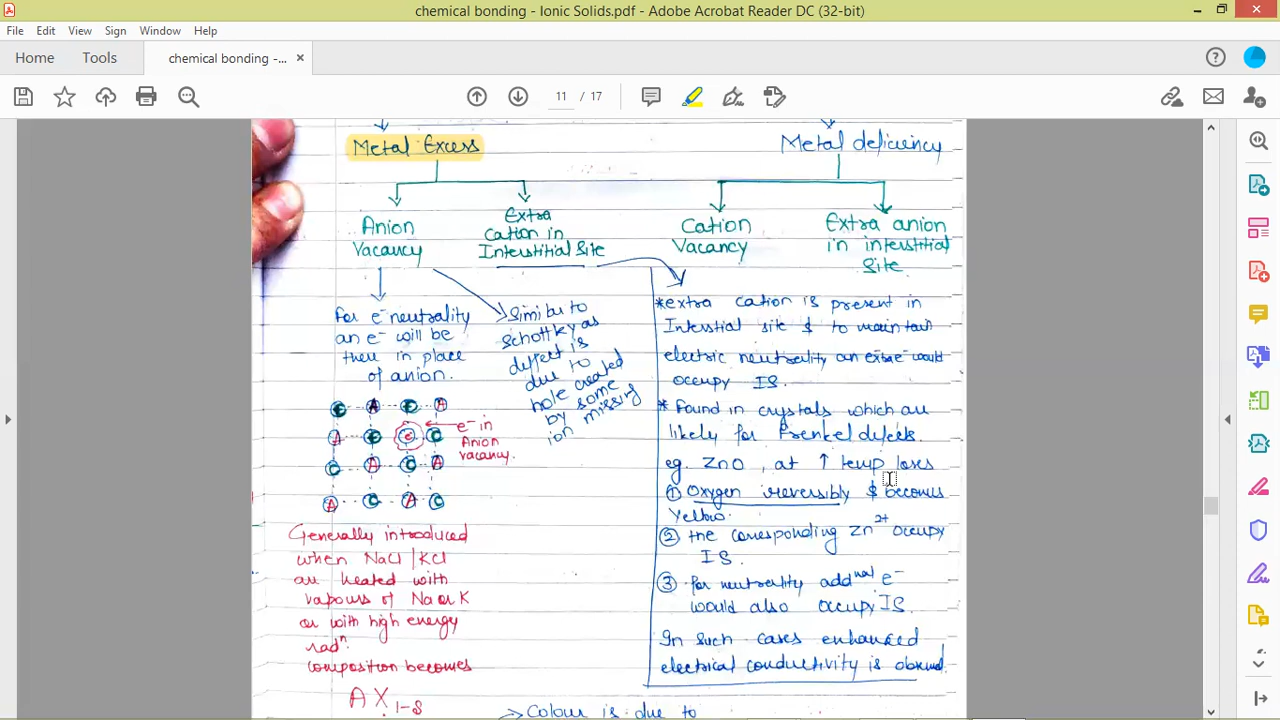 chemical bonding - Ionic Solids.pdf - Adobe Acrobat Reader DC (32-bit)
File Edit View Sign Window Help
Home Tools chemical bonding -... ×
11 / 17
Metal Excess
Metal deficiency
Anion
Vacancy
Extra
Cation in
Interstitial Site
Cation
Vacancy
Extra anion
in interstitial
Site
For e⁻ neutrality
an e⁻ will be
there in place
of anion.
Similar to
Schottky as
deffect is
due to
hole created
by some
ion missing
C A C A
A C e⁻ C
C A C A
A C A C
e⁻ in
Anion
vacancy.
Generally introduced
when NaCl/KCl
are heated with
vapours of Na or K
or with high energy
radⁿ.
composition becomes
AX1-δ
*extra cation is present in
Interstial site & to maintain
electric neutrality an extra e⁻ would
occupy IS.
* Found in crystals which are
likely for Frenkel defects.
eg. ZnO, at ↑ temp loses
① Oxygen irreversibly & becomes
Yellow.
② the corresponding Zn2+ occupy
IS.
③ for neutrality addnal e⁻
would also occupy IS.
In such cases enhanced
electrical conductivity is observed.
→ Colour is due to